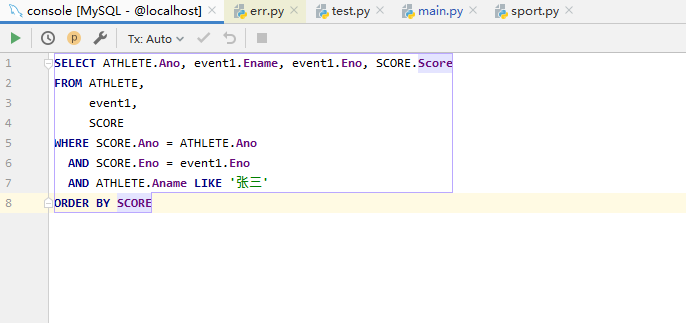 console [MySQL - @localhost] err.py test.py main.py sport.py
Tx: Auto
1 SELECT ATHLETE.Ano, event1.Ename, event1.Eno, SCORE.Score
2 FROM ATHLETE,
3 event1,
4 SCORE
5 WHERE SCORE.Ano = ATHLETE.Ano
6 AND SCORE.Eno = event1.Eno
7 AND ATHLETE.Aname LIKE '张三'
8 ORDER BY SCORE